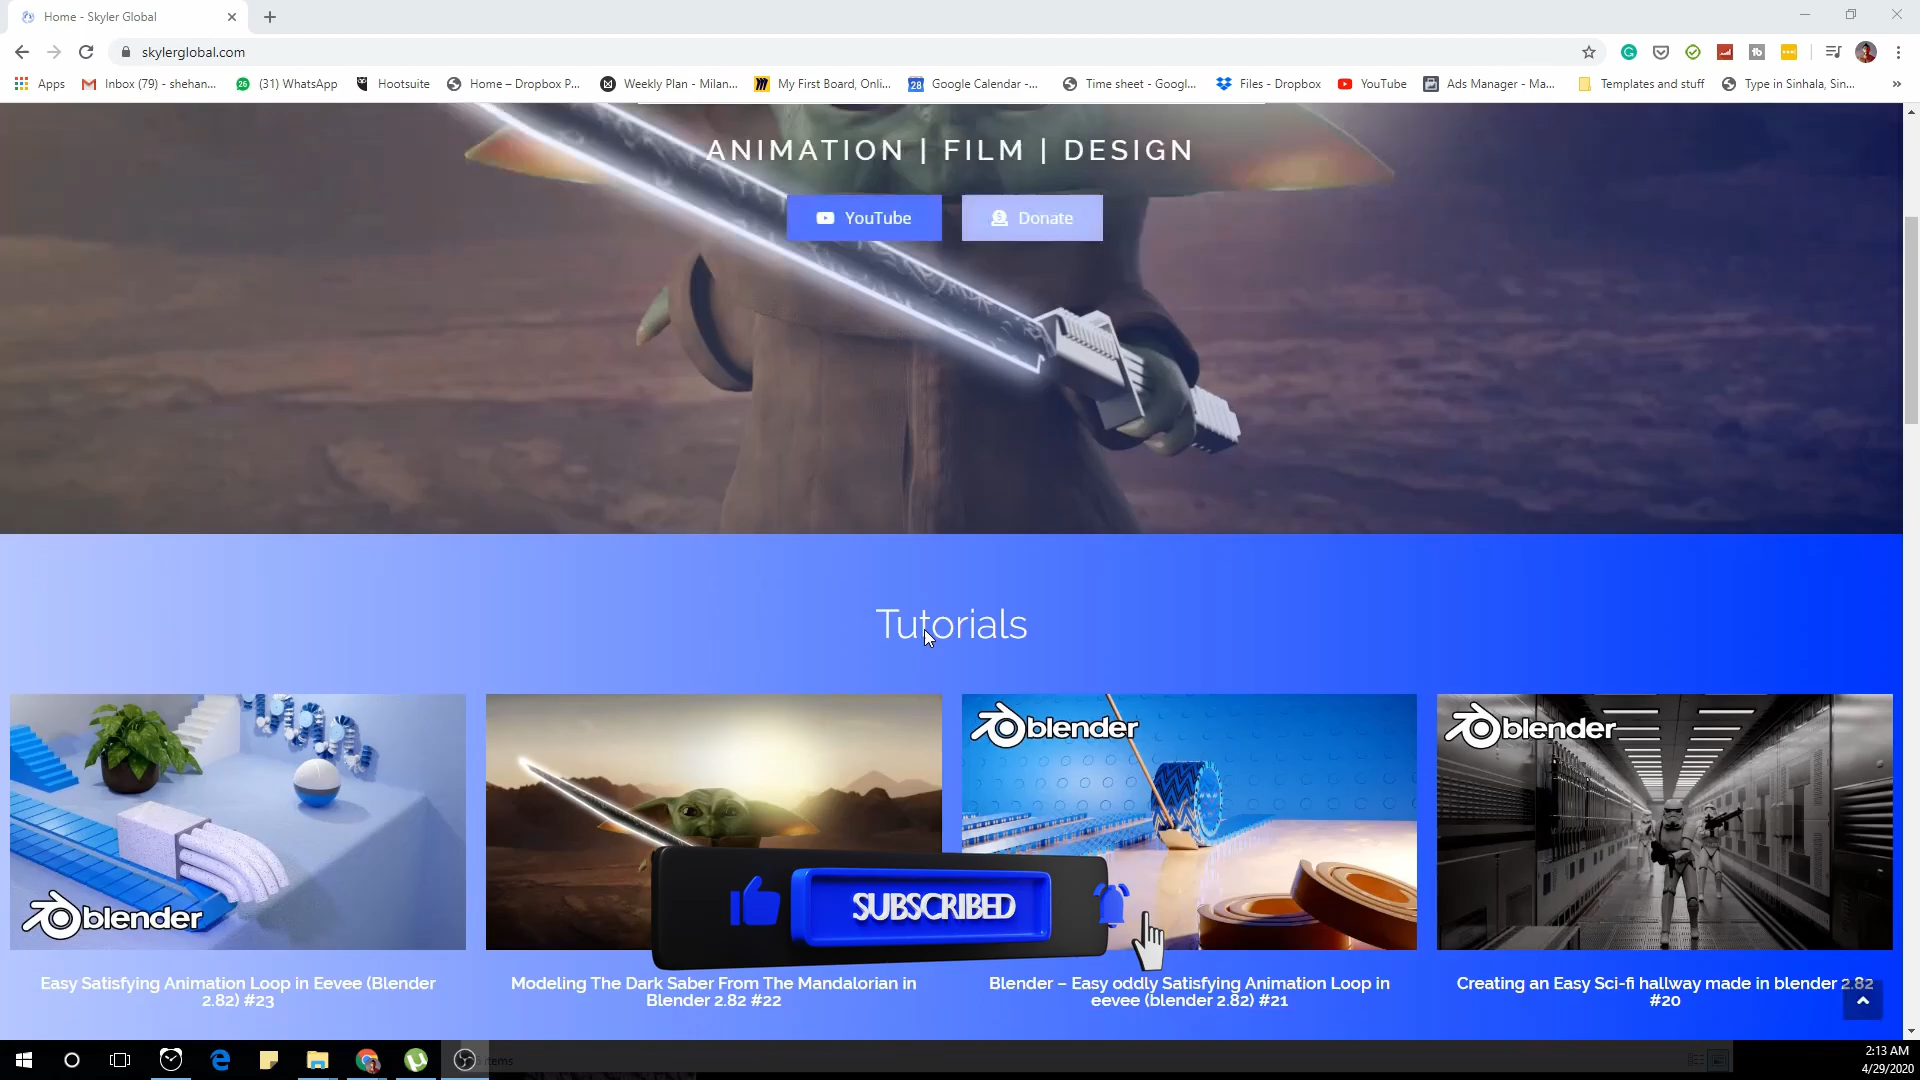 Home - Skyler Global
skylerglobal.com
Apps
Inbox (79) - shehan...
26
(31) WhatsApp
Hootsuite
Home – Dropbox P...
Weekly Plan - Milan...
My First Board, Onli...
28
Google Calendar -...
Time sheet - Googl...
Files - Dropbox
YouTube
Ads Manager - Ma...
Templates and stuff
Type in Sinhala, Sin...
»
ANIMATION | FILM | DESIGN
YouTube
Donate
Tutorials
blender
blender
blender
SUBSCRIBED
Easy Satisfying Animation Loop in Eevee (Blender
2.82) #23
Modeling The Dark Saber From The Mandalorian in
Blender 2.82 #22
Blender – Easy oddly Satisfying Animation Loop in
eevee (blender 2.82) #21
Creating an Easy Sci-fi hallway made in blender 2.82
#20
items
2:13 AM
4/29/2020